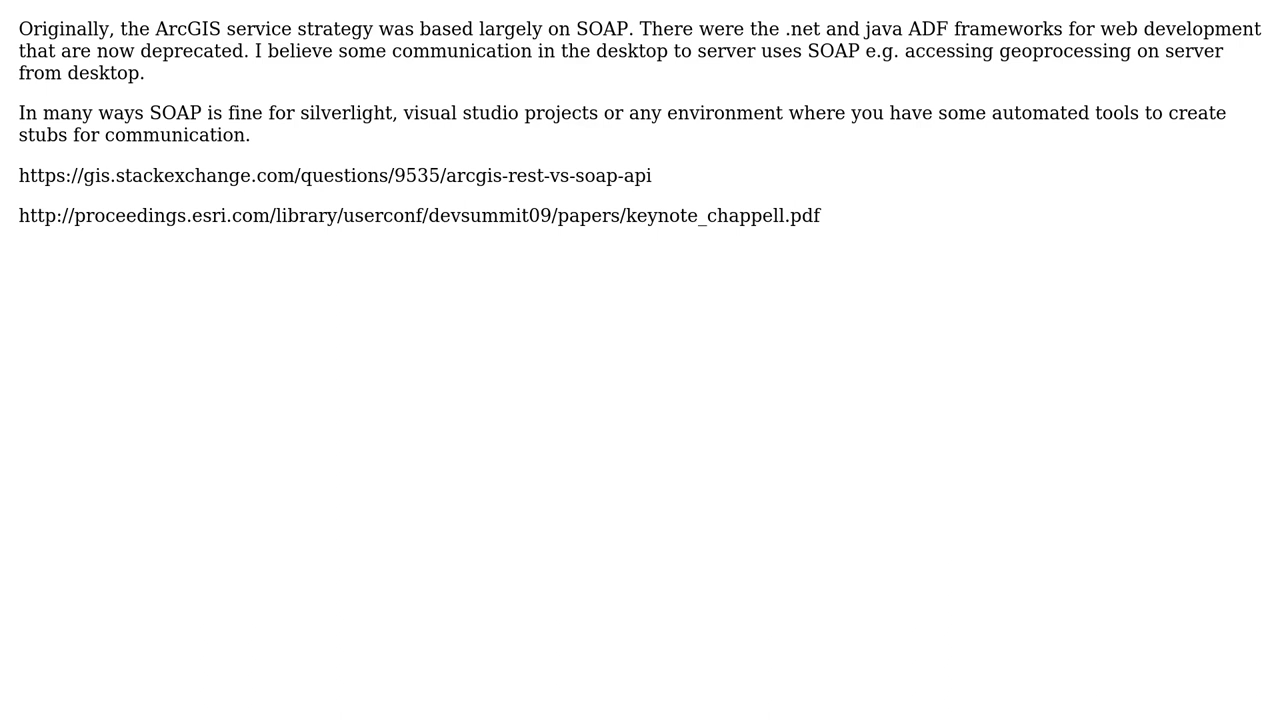 Originally, the ArcGIS service strategy was based largely on SOAP. There were the .net and java ADF frameworks for web development
that are now deprecated. I believe some communication in the desktop to server uses SOAP e.g. accessing geoprocessing on server
from desktop.
In many ways SOAP is fine for silverlight, visual studio projects or any environment where you have some automated tools to create
stubs for communication.
https://gis.stackexchange.com/questions/9535/arcgis-rest-vs-soap-api
http://proceedings.esri.com/library/userconf/devsummit09/papers/keynote_chappell.pdf